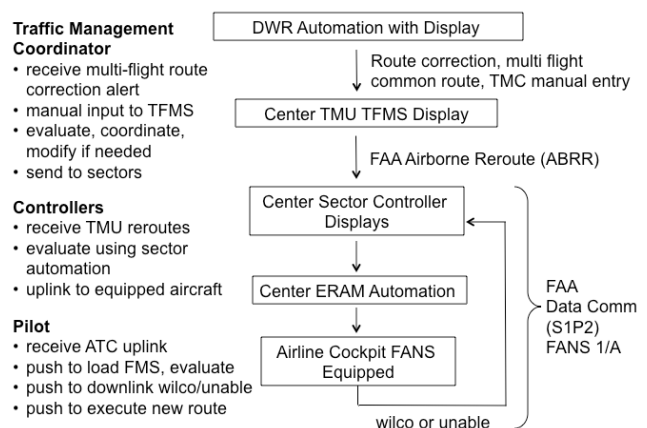 Traffic Management
Coordinator
• receive multi-flight route
correction alert
• manual input to TFMS
• evaluate, coordinate,
modify if needed
• send to sectors
Controllers
• receive TMU reroutes
• evaluate using sector
automation
• uplink to equipped aircraft
Pilot
• receive ATC uplink
• push to load FMS, evaluate
• push to downlink wilco/unable
• push to execute new route
DWR Automation with Display
Route correction, multi flight
common route, TMC manual entry
Center TMU TFMS Display
FAA Airborne Reroute (ABRR)
Center Sector Controller
Displays
Center ERAM Automation
Airline Cockpit FANS
Equipped
wilco or unable
FAA
Data Comm
(S1P2)
FANS 1/A